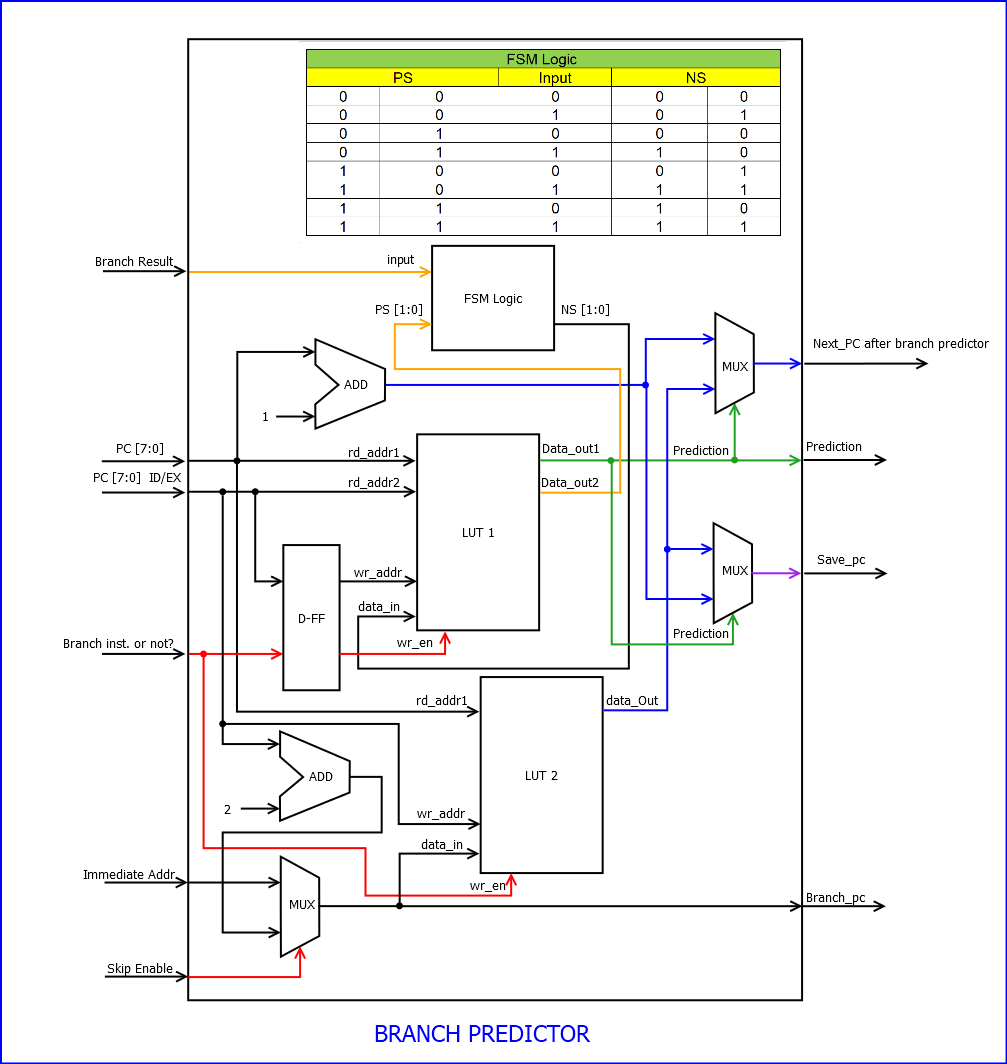 FSM Logic
PS Input NS
0 0 0 0 0
0 0 1 0 1
0 1 0 0 0
0 1 1 1 0
1 0 0 0 1
1 0 1 1 1
1 1 0 1 0
1 1 1 1 1
Branch Result
input
FSM Logic
PS [1:0]
NS [1:0]
Next_PC after branch predictor
MUX
ADD
1
PC [7:0]
rd_addr1
Data_out1
Prediction
Prediction
PC [7:0] ID/EX
rd_addr2
Data_out2
LUT 1
Save_pc
MUX
wr_addr
data_in
D-FF
Prediction
Branch inst. or not?
wr_en
rd_addr1
data_Out
ADD
LUT 2
2
wr_addr
data_in
Immediate Addr
wr_en
MUX
Branch_pc
Skip Enable
BRANCH PREDICTOR